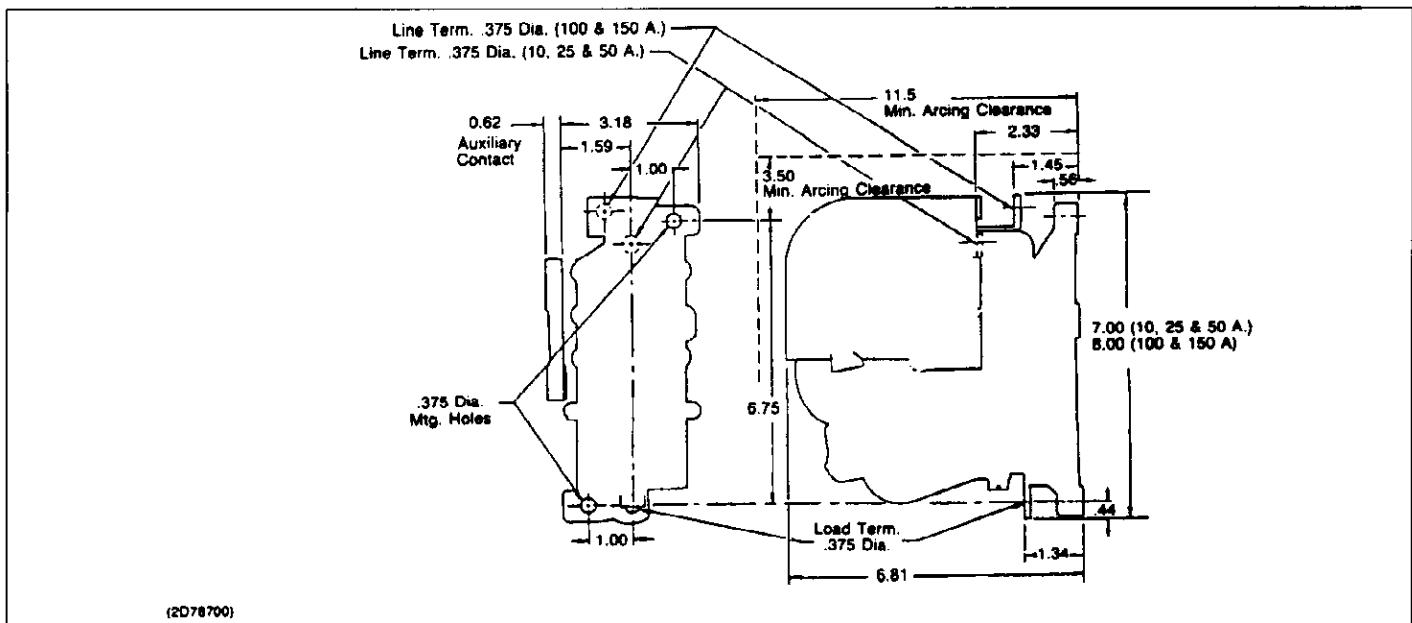 Line Term. .375 Dia. (100 & 150 A.)
Line Term. .375 Dia. (10, 25 & 50 A.)
11.5
Min. Arcing Clearance
0.62
Auxiliary
Contact
3.18
1.59
1.00
2.33
1.45
.56
3.50
Min. Arcing Clearance
7.00 (10, 25 & 50 A.)
8.00 (100 & 150 A)
6.75
.375 Dia.
Mtg. Holes
.44
Load Term.
.375 Dia.
1.00
1.34
6.81
(2D78700)